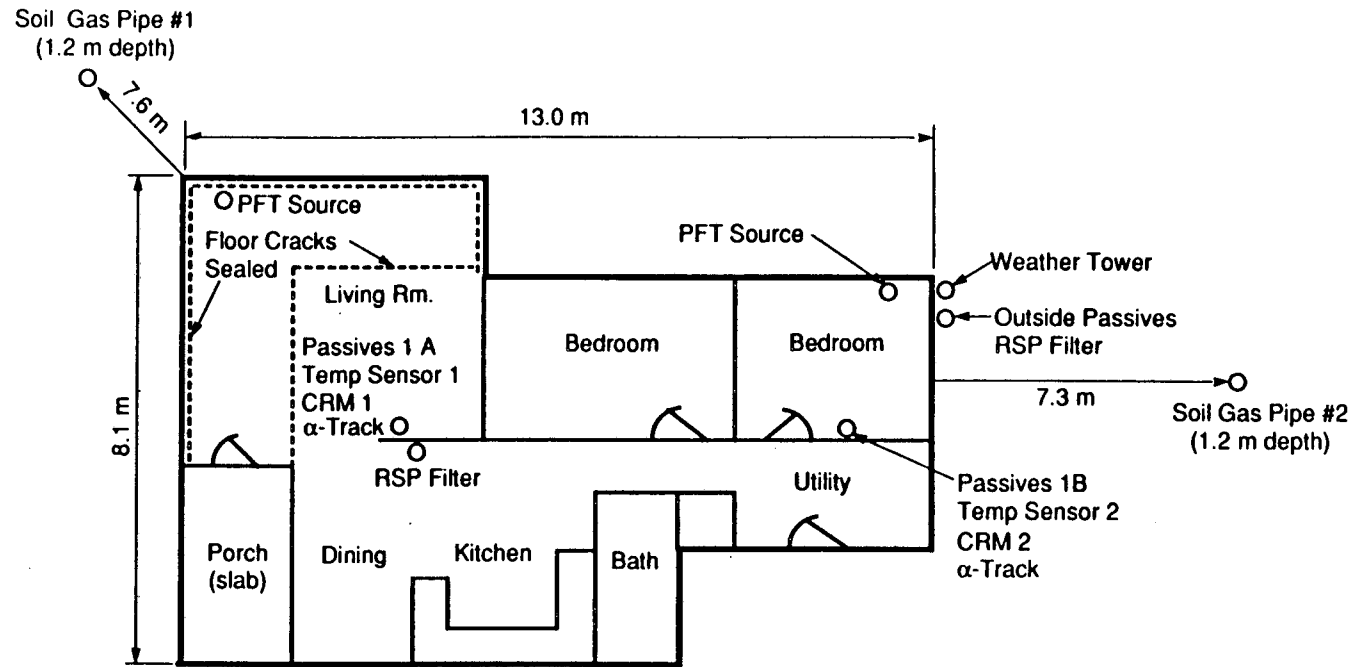 Soil Gas Pipe #1
(1.2 m depth)
7.6 m
13.0 m
8.1 m
PFT Source
Floor Cracks
Sealed
Living Rm.
Passives 1 A
Temp Sensor 1
CRM 1
α-Track
RSP Filter
PFT Source
Bedroom
Bedroom
Weather Tower
Outside Passives
RSP Filter
7.3 m
Soil Gas Pipe #2
(1.2 m depth)
Utility
Passives 1B
Temp Sensor 2
CRM 2
α-Track
Porch
(slab)
Dining
Kitchen
Bath